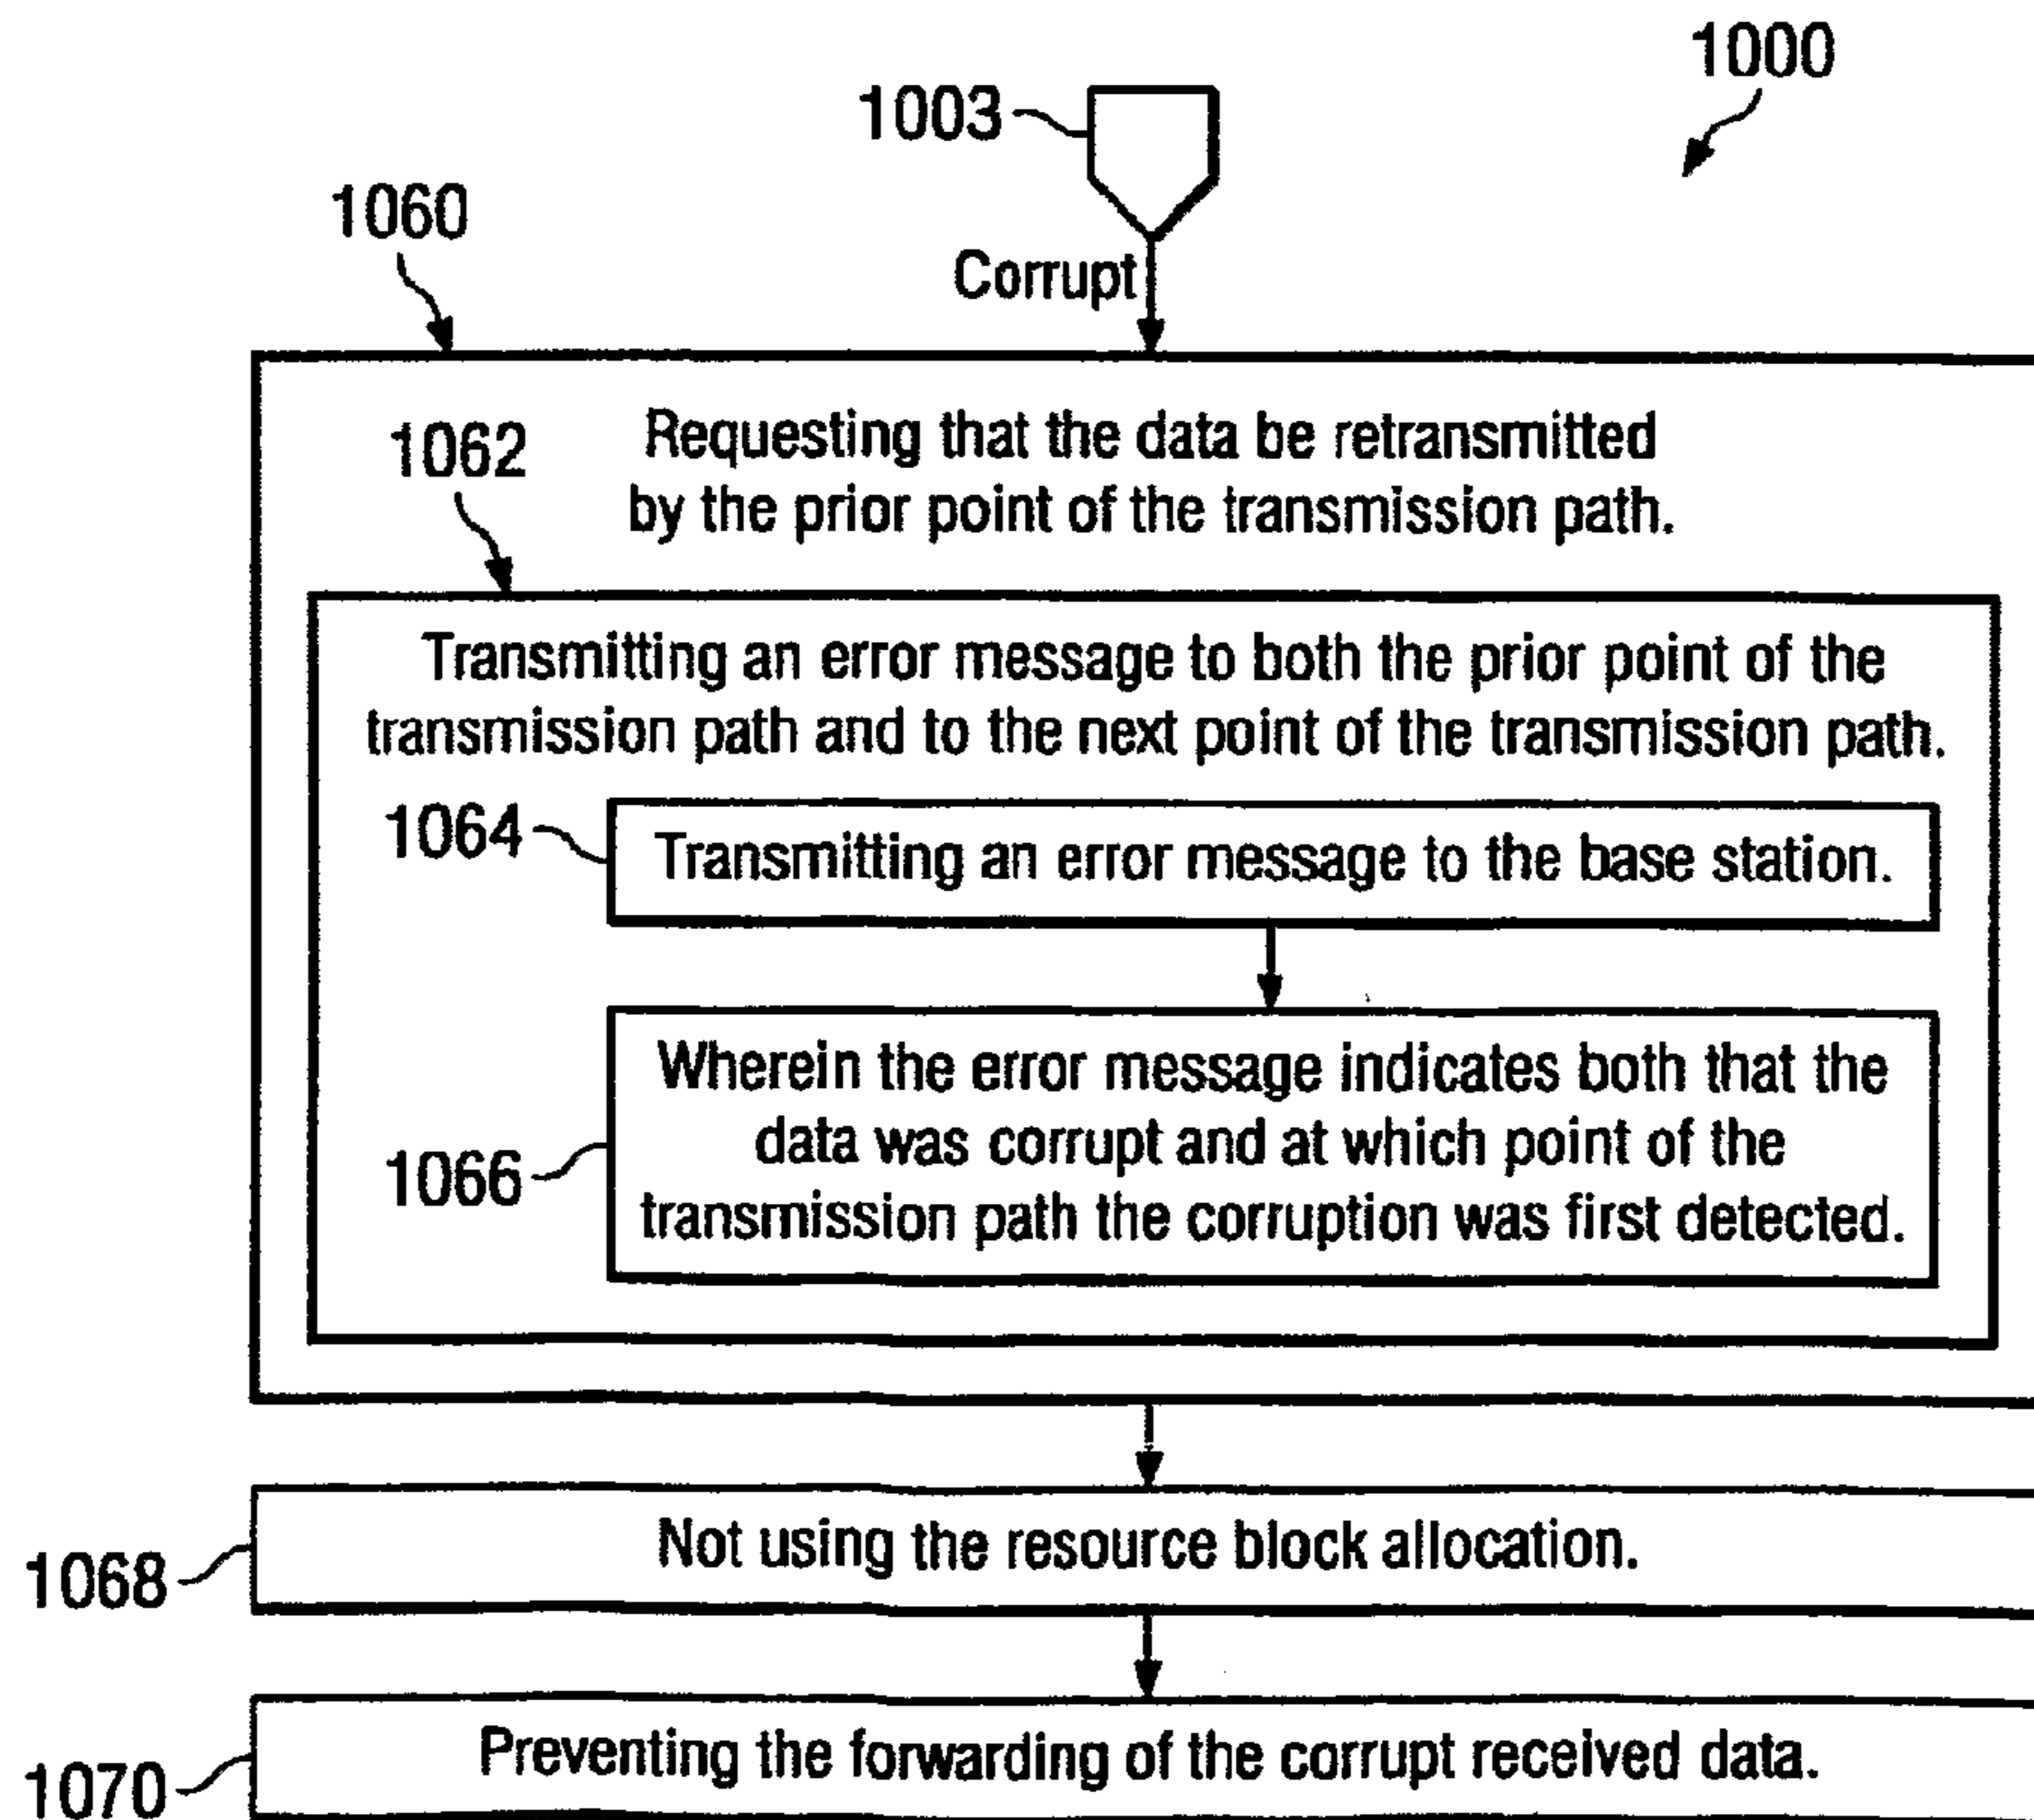 1000
1003
1060
Corrupt
1062
Requesting that the data be retransmitted
by the prior point of the transmission path.
Transmitting an error message to both the prior point of the
transmission path and to the next point of the transmission path.
1064
Transmitting an error message to the base station.
1066
Wherein the error message indicates both that the
data was corrupt and at which point of the
transmission path the corruption was first detected.
1068
Not using the resource block allocation.
1070
Preventing the forwarding of the corrupt received data.